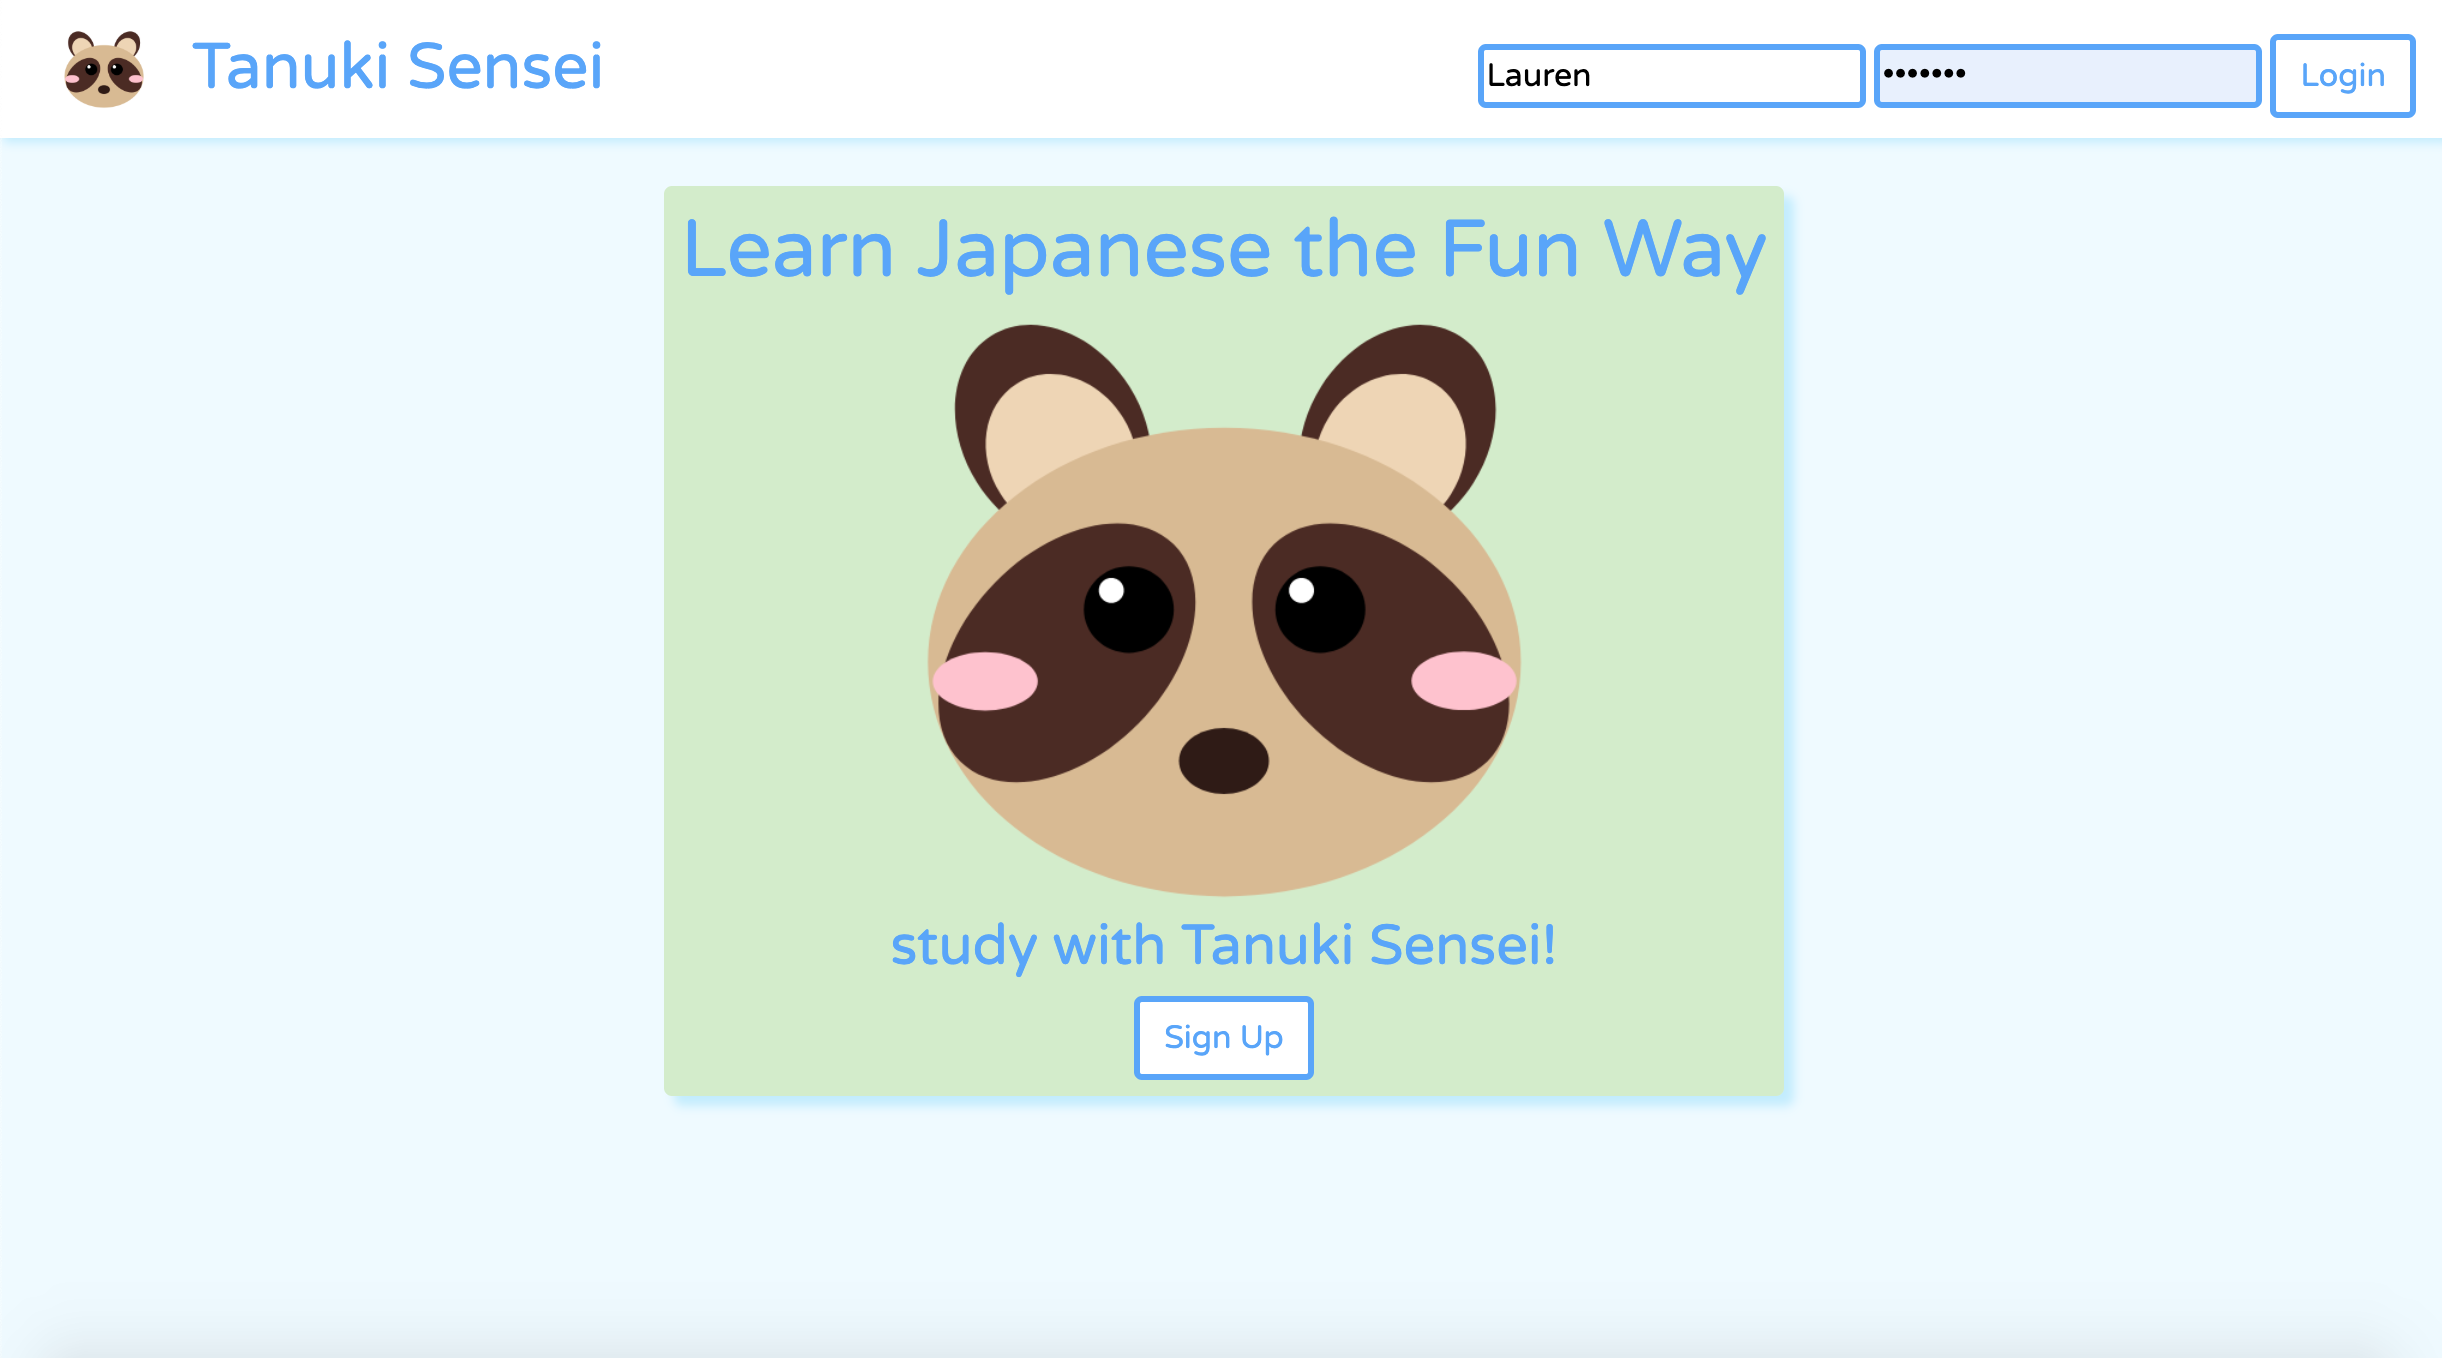 Tanuki Sensei
Lauren
•••••••
Login
Learn Japanese the Fun Way
study with Tanuki Sensei!
Sign Up